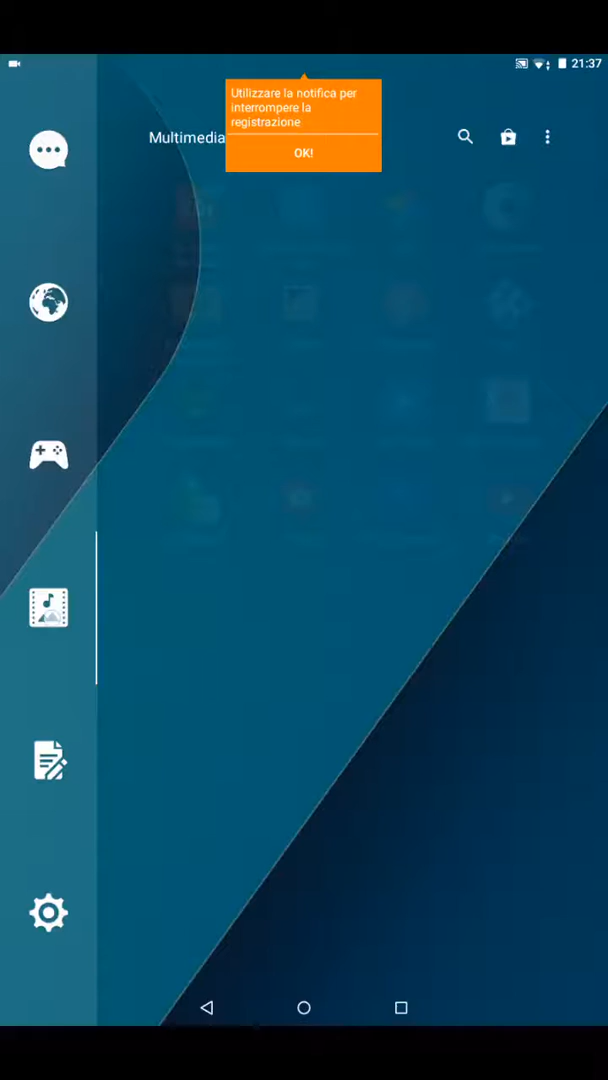 21:37
Utilizzare la notifica per
interrompere la
registrazione
OK!
Multimedia